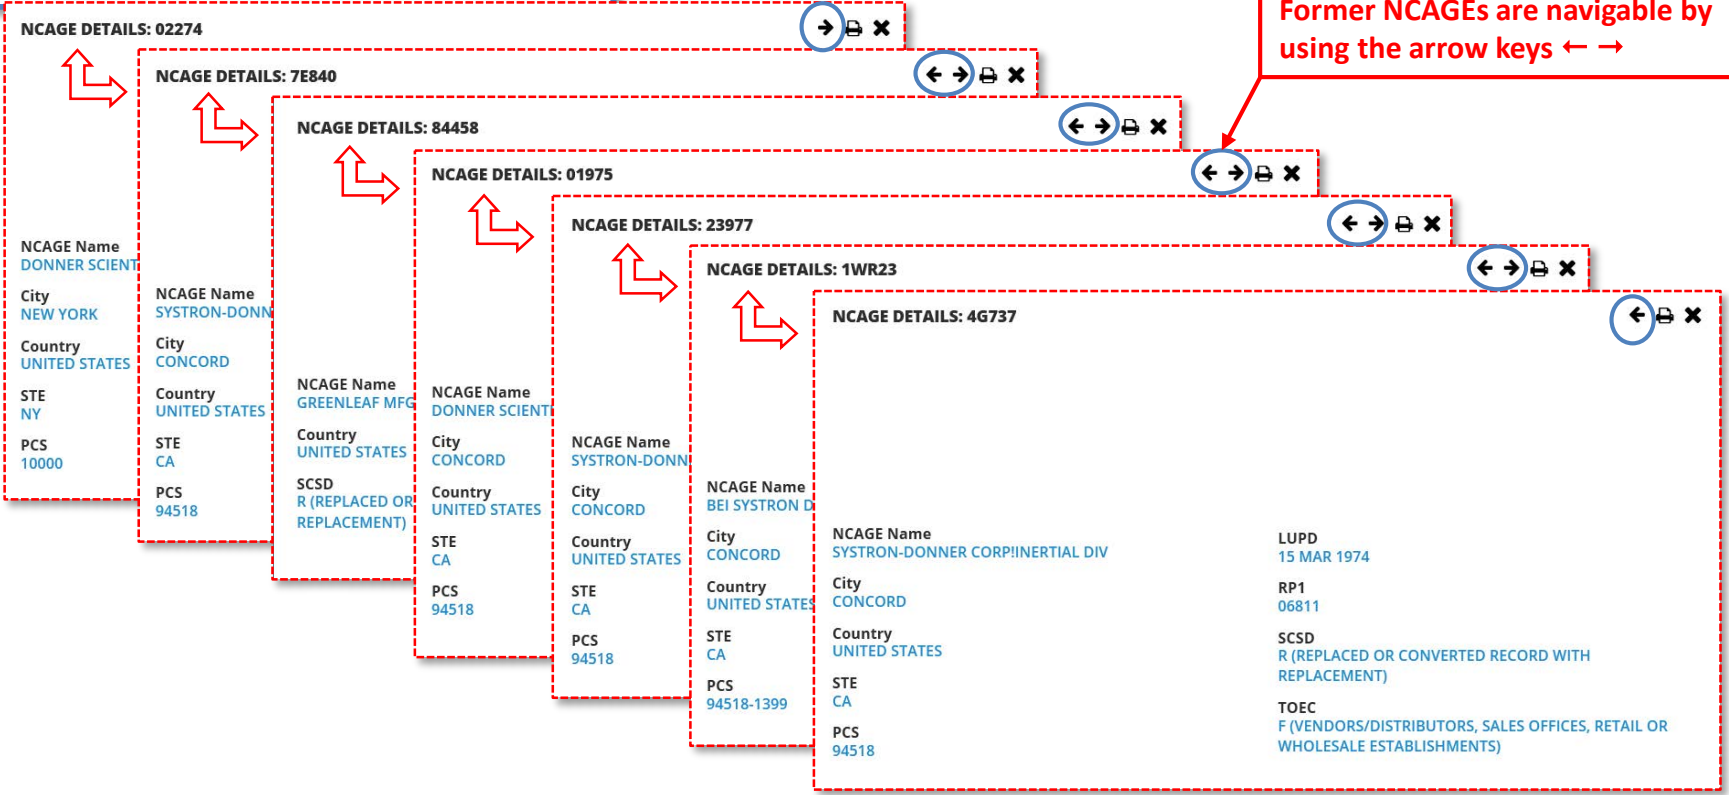 Former NCAGEs are navigable by
using the arrow keys ← →
NCAGE DETAILS: 02274
NCAGE Name
DONNER SCIENT
City
NEW YORK
Country
UNITED STATES
STE
NY
PCS
10000
NCAGE DETAILS: 7E840
NCAGE Name
SYSTRON-DONN
City
CONCORD
Country
UNITED STATES
STE
CA
PCS
94518
NCAGE DETAILS: 84458
NCAGE Name
GREENLEAF MFG
Country
UNITED STATES
SCSD
R (REPLACED OR
REPLACEMENT)
NCAGE DETAILS: 01975
NCAGE Name
DONNER SCIENTI
City
CONCORD
Country
UNITED STATES
STE
CA
PCS
94518
NCAGE DETAILS: 23977
NCAGE Name
SYSTRON-DONN
City
CONCORD
Country
UNITED STATES
STE
CA
PCS
94518
NCAGE DETAILS: 1WR23
NCAGE Name
BEI SYSTRON D
City
CONCORD
Country
UNITED STATES
STE
CA
PCS
94518-1399
NCAGE DETAILS: 4G737
NCAGE Name
SYSTRON-DONNER CORP!INERTIAL DIV
City
CONCORD
Country
UNITED STATES
STE
CA
PCS
94518
LUPD
15 MAR 1974
RP1
06811
SCSD
R (REPLACED OR CONVERTED RECORD WITH
REPLACEMENT)
TOEC
F (VENDORS/DISTRIBUTORS, SALES OFFICES, RETAIL OR
WHOLESALE ESTABLISHMENTS)